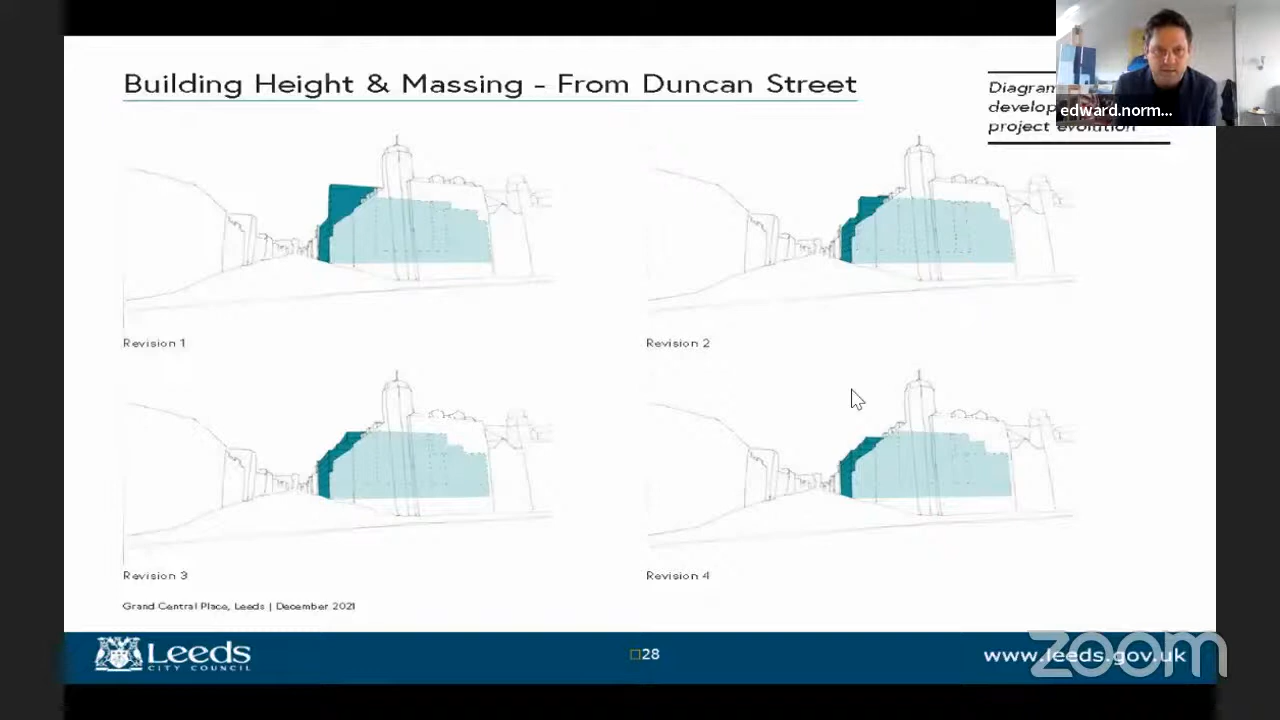 Building Height & Massing - From Duncan Street
Diagram
develop
project evolution
edward.norm...
Revision 1
Revision 2
Revision 3
Revision 4
Grand Central Place, Leeds | December 2021
Leeds
CITY COUNCIL
28
www.leeds.gov.uk
zoom